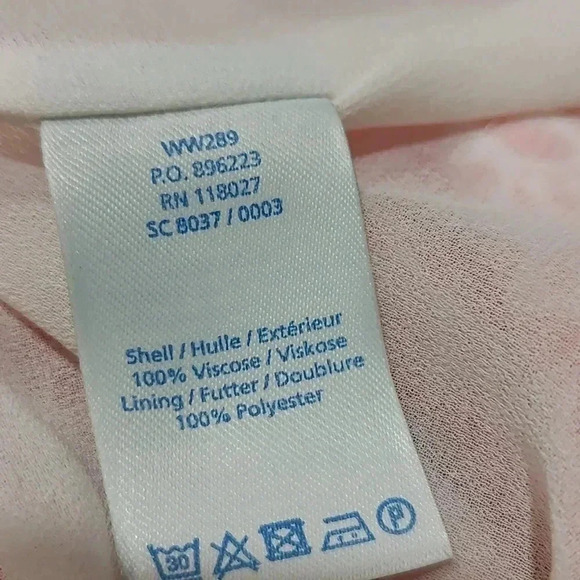 WW289
P.O. 896223
RN 118027
SC 8037 / 0003
Shell / Hulle / Extérieur
100% Viscose / Viskose
Lining / Futter / Doublure
100% Polyester
30
P